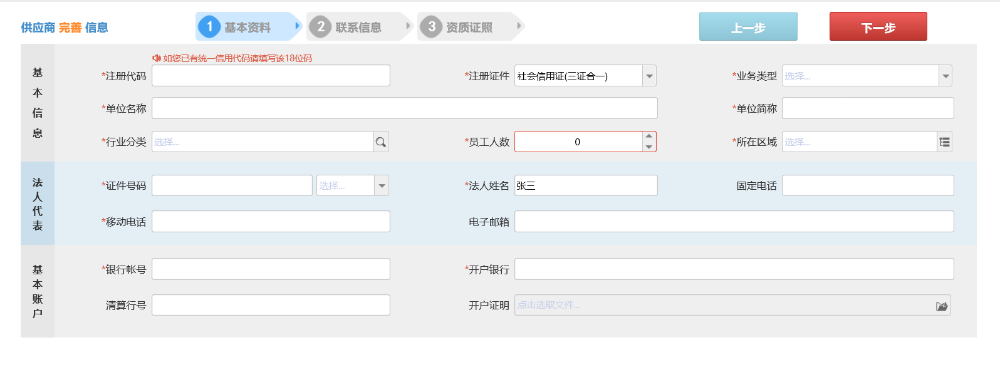 供应商 完善 信息
1 基本资料
2 联系信息
3 资质证照
上一步
下一步
基本信息
如您已有统一信用代码请填写该18位码
*注册代码
*注册证件 社会信用证(三证合一)
*业务类型 选择...
*单位名称
*单位简称
*行业分类 选择...
*员工人数 0
*所在区域 选择...
法人代表
*证件号码 选择...
*法人姓名 张三
固定电话
*移动电话
电子邮箱
基本账户
*银行帐号
*开户银行
清算行号
开户证明 点击选取文件...